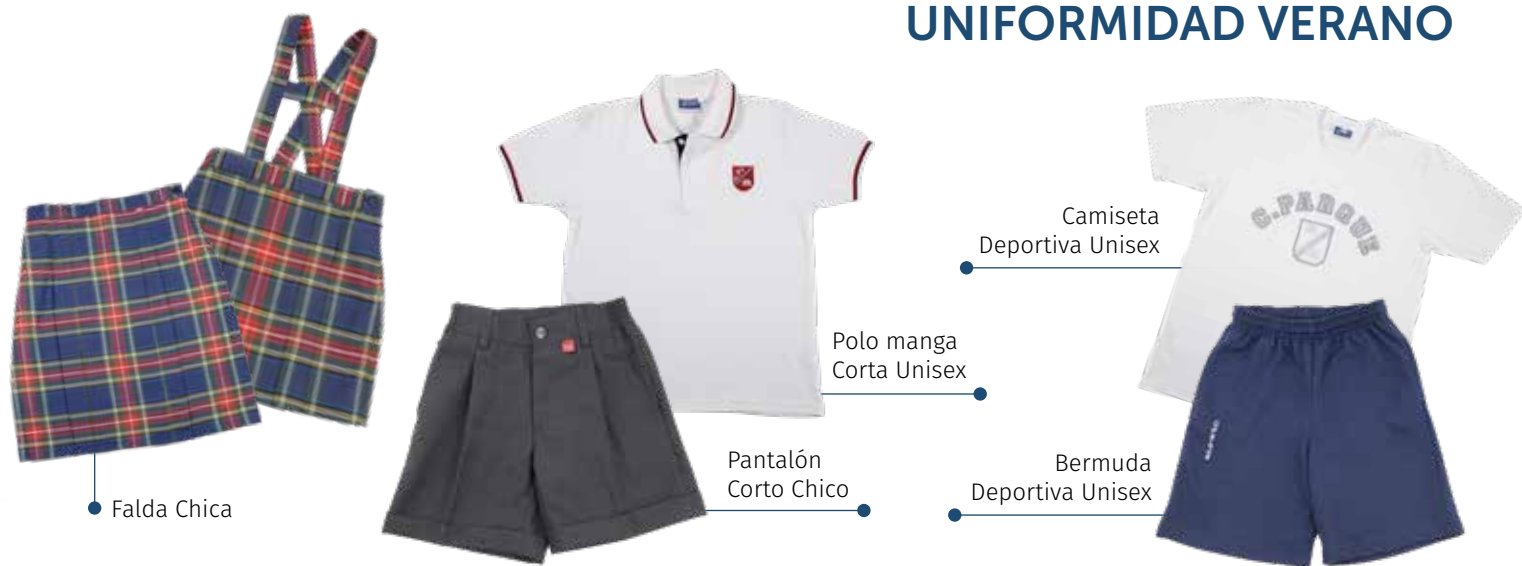 UNIFORMIDAD VERANO
Camiseta
Deportiva Unisex
C.PARQUE
Polo manga
Corta Unisex
Pantalón
Corto Chico
Bermuda
Deportiva Unisex
Falda Chica